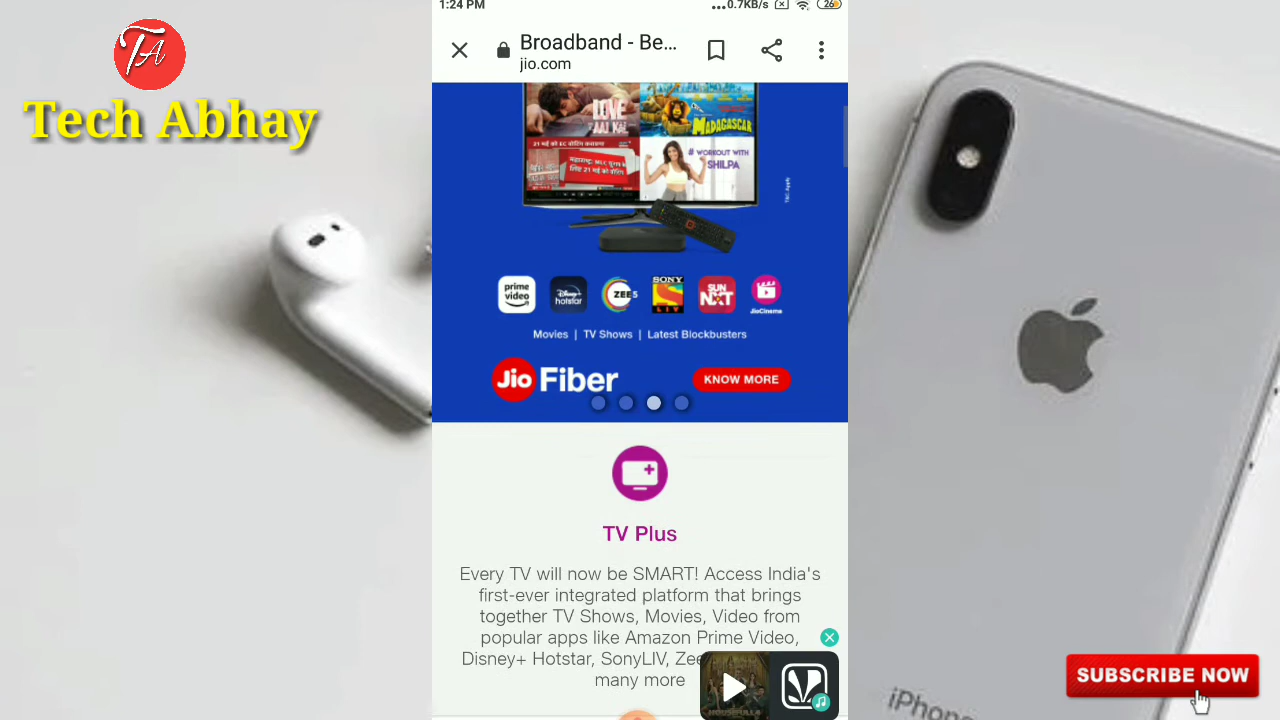 TA
Tech Abhay
1:24 PM
...0.7KB/s
26
Broadband - Be...
jio.com
LOVE
AAJ KAL
MADAGASCAR
# WORKOUT WITH
SHILPA
T&C Apply
prime
video
Disney+
hotstar
ZEE5
SONY
LIV
SUN
NXT
JioCinema
Movies | TV Shows | Latest Blockbusters
Jio Fiber
KNOW MORE
TV Plus
Every TV will now be SMART! Access India's
first-ever integrated platform that brings
together TV Shows, Movies, Video from
popular apps like Amazon Prime Video,
Disney+ Hotstar, SonyLIV, Zee
many more
SUBSCRIBE NOW
iPhone